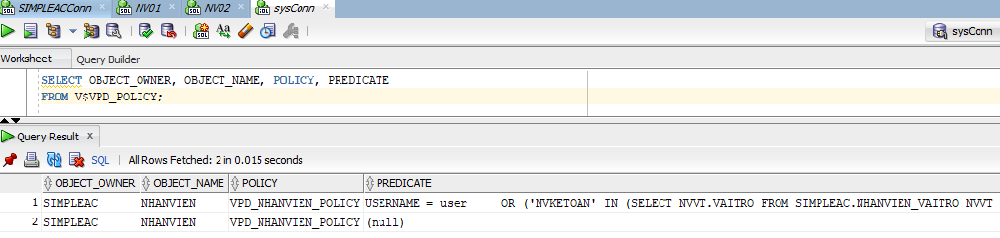 SIMPLEACConn NV01 NV02 sysConn
sysConn
Worksheet Query Builder
SELECT OBJECT_OWNER, OBJECT_NAME, POLICY, PREDICATE
FROM V$VPD_POLICY;
Query Result x
SQL | All Rows Fetched: 2 in 0.015 seconds
OBJECT_OWNER OBJECT_NAME POLICY PREDICATE
1 SIMPLEAC NHANVIEN VPD_NHANVIEN_POLICY USERNAME = user OR ('NVKETOAN' IN (SELECT NVVT.VAITRO FROM SIMPLEAC.NHANVIEN_VAITRO NVVT
2 SIMPLEAC NHANVIEN VPD_NHANVIEN_POLICY (null)